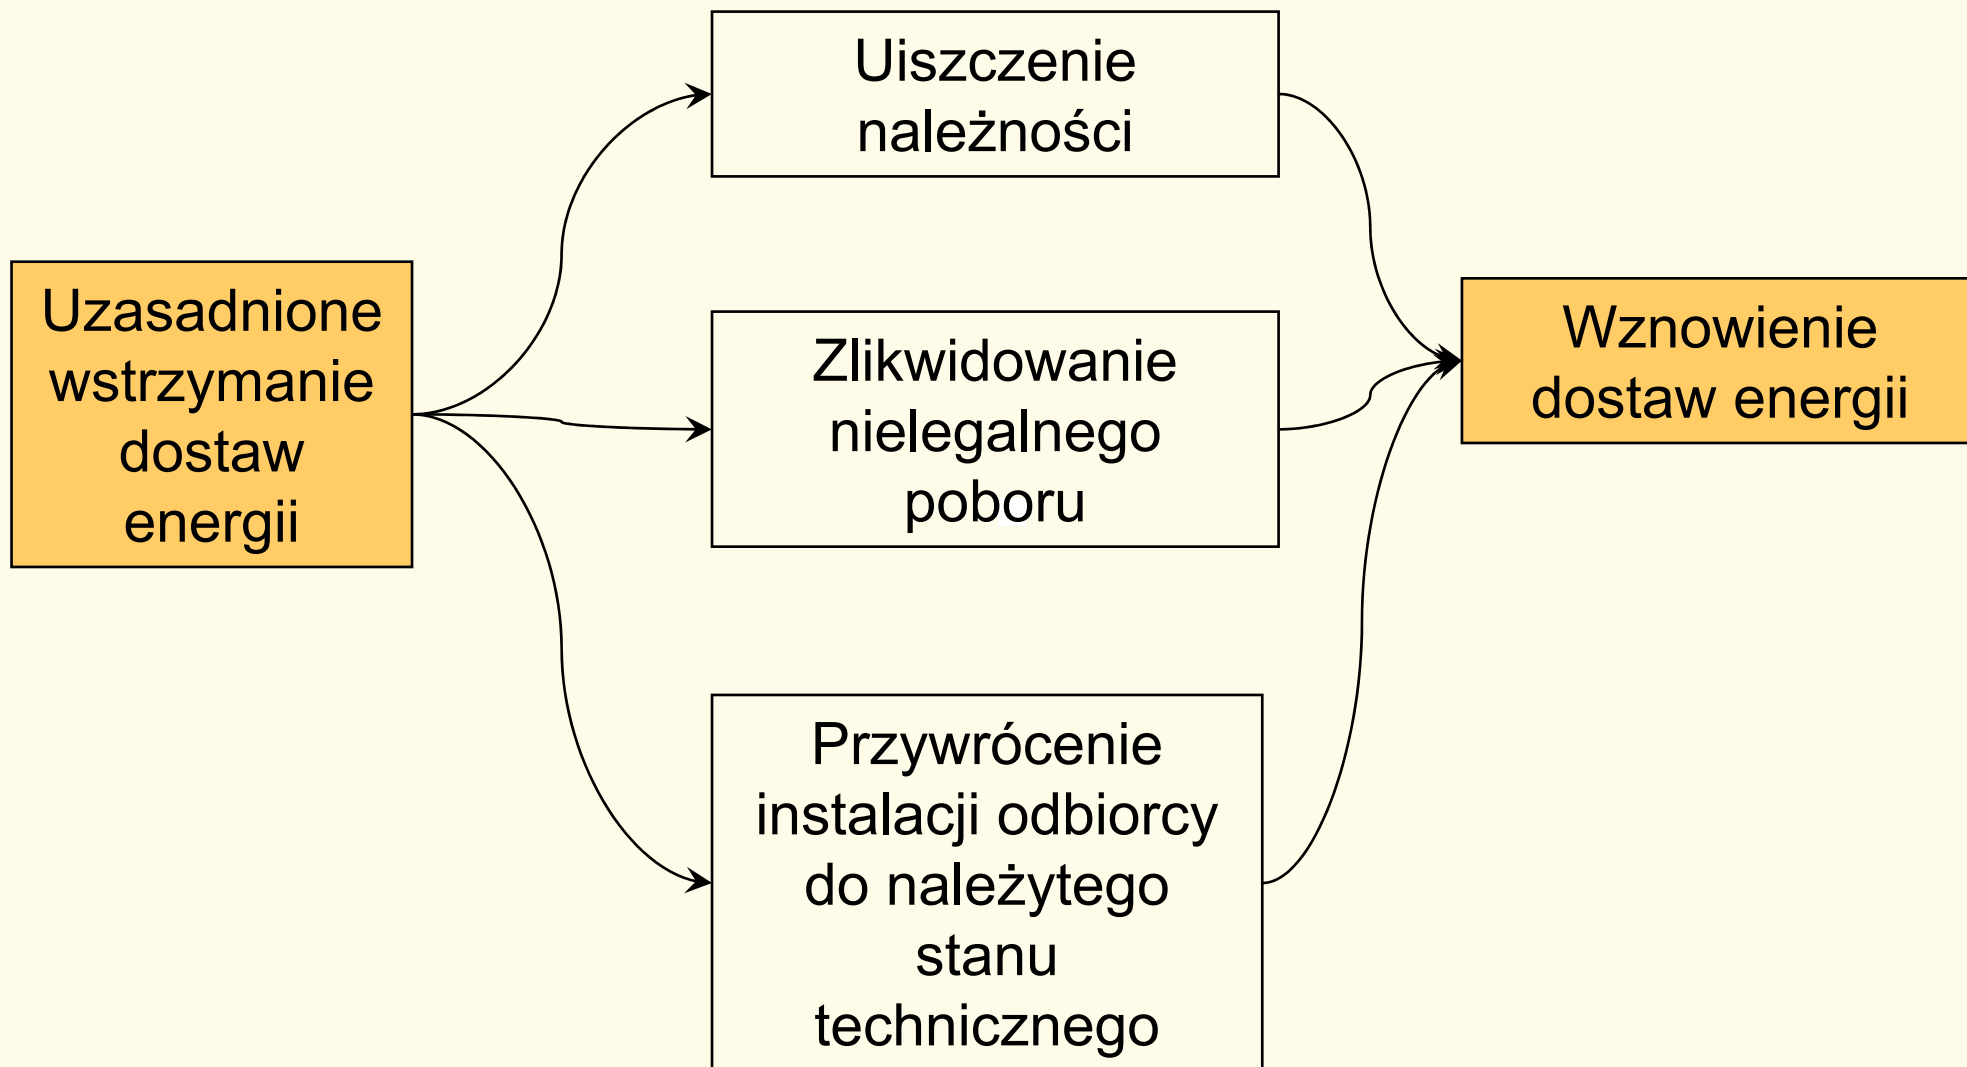 Uiszczenie
należności
Uzasadnione
wstrzymanie
dostaw
energii
Zlikwidowanie
nielegalnego
poboru
Wznowienie
dostaw energii
Przywrócenie
instalacji odbiorcy
do należytego
stanu
technicznego